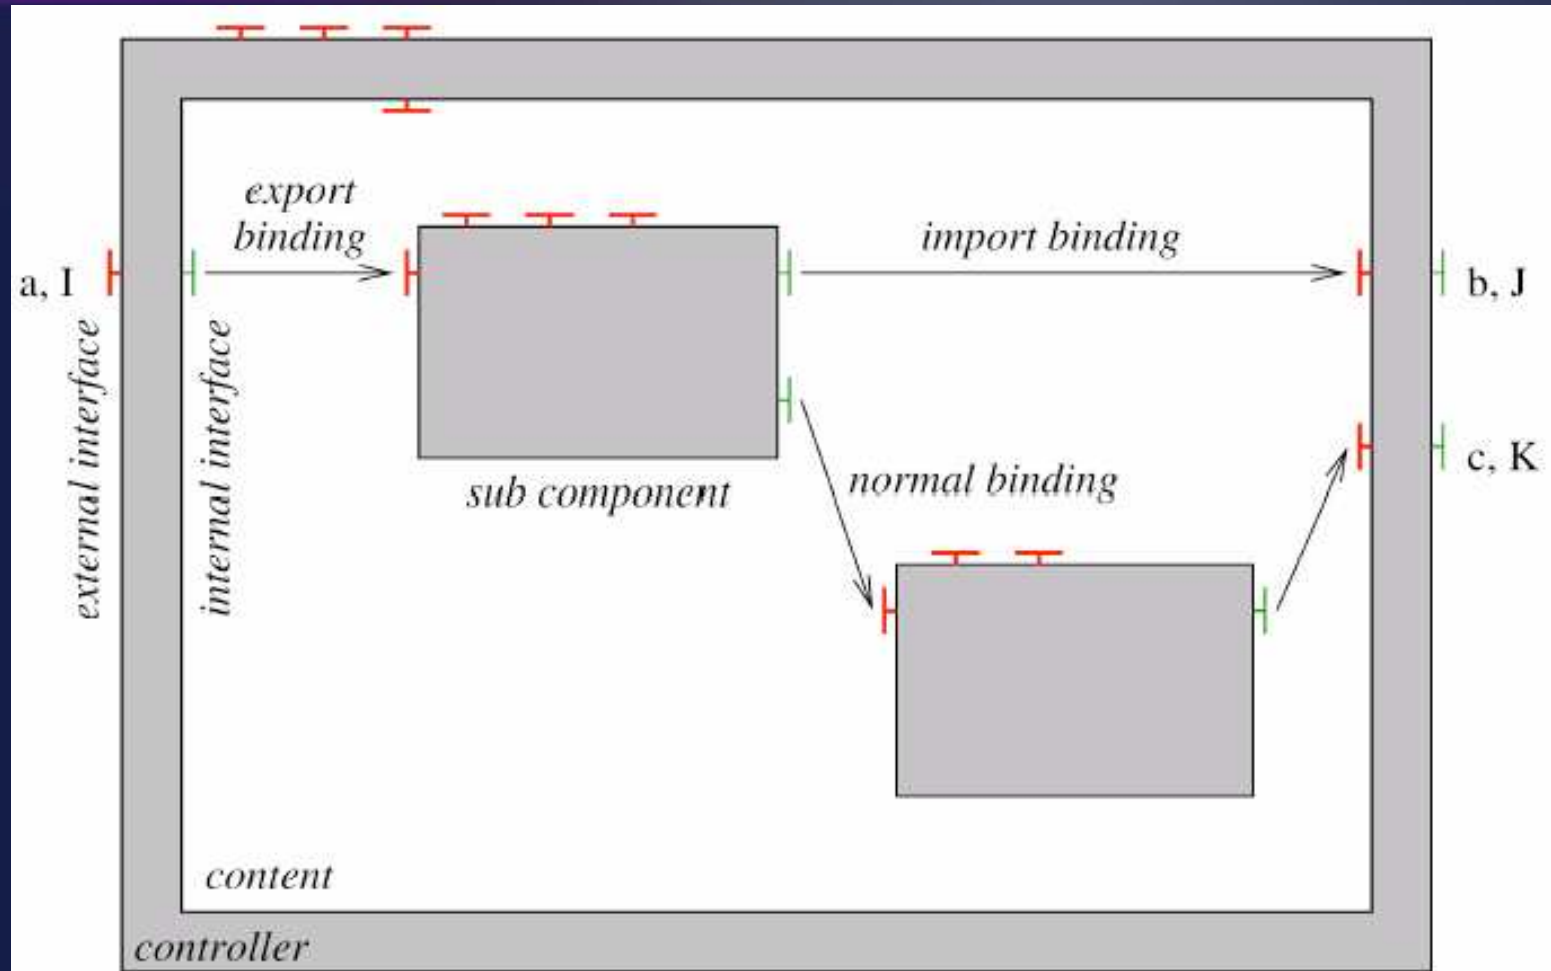 export
binding
import binding
a, I
b, J
external interface
internal interface
c, K
sub component
normal binding
content
controller